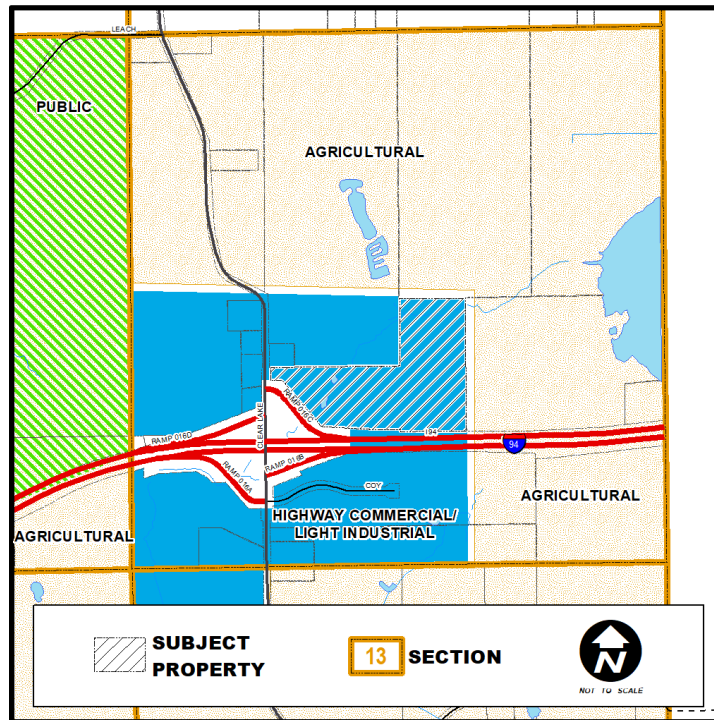 LEACH
PUBLIC
AGRICULTURAL
CLEAR LAKE
RAMP 016C
RAMP 016D
I94
94
RAMP 016B
RAMP 016A
COY
HIGHWAY COMMERCIAL/
LIGHT INDUSTRIAL
AGRICULTURAL
AGRICULTURAL
SUBJECT
PROPERTY
13 SECTION
N
NOT TO SCALE